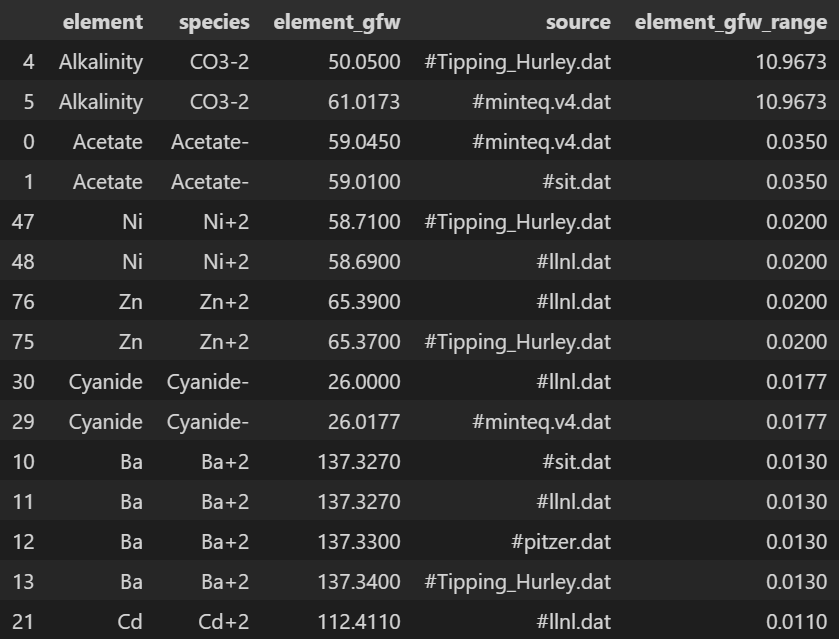 element species element_gfw source element_gfw_range
4 Alkalinity CO3-2 50.0500 #Tipping_Hurley.dat 10.9673
5 Alkalinity CO3-2 61.0173 #minteq.v4.dat 10.9673
0 Acetate Acetate- 59.0450 #minteq.v4.dat 0.0350
1 Acetate Acetate- 59.0100 #sit.dat 0.0350
47 Ni Ni+2 58.7100 #Tipping_Hurley.dat 0.0200
48 Ni Ni+2 58.6900 #llnl.dat 0.0200
76 Zn Zn+2 65.3900 #llnl.dat 0.0200
75 Zn Zn+2 65.3700 #Tipping_Hurley.dat 0.0200
30 Cyanide Cyanide- 26.0000 #llnl.dat 0.0177
29 Cyanide Cyanide- 26.0177 #minteq.v4.dat 0.0177
10 Ba Ba+2 137.3270 #sit.dat 0.0130
11 Ba Ba+2 137.3270 #llnl.dat 0.0130
12 Ba Ba+2 137.3300 #pitzer.dat 0.0130
13 Ba Ba+2 137.3400 #Tipping_Hurley.dat 0.0130
21 Cd Cd+2 112.4110 #llnl.dat 0.0110